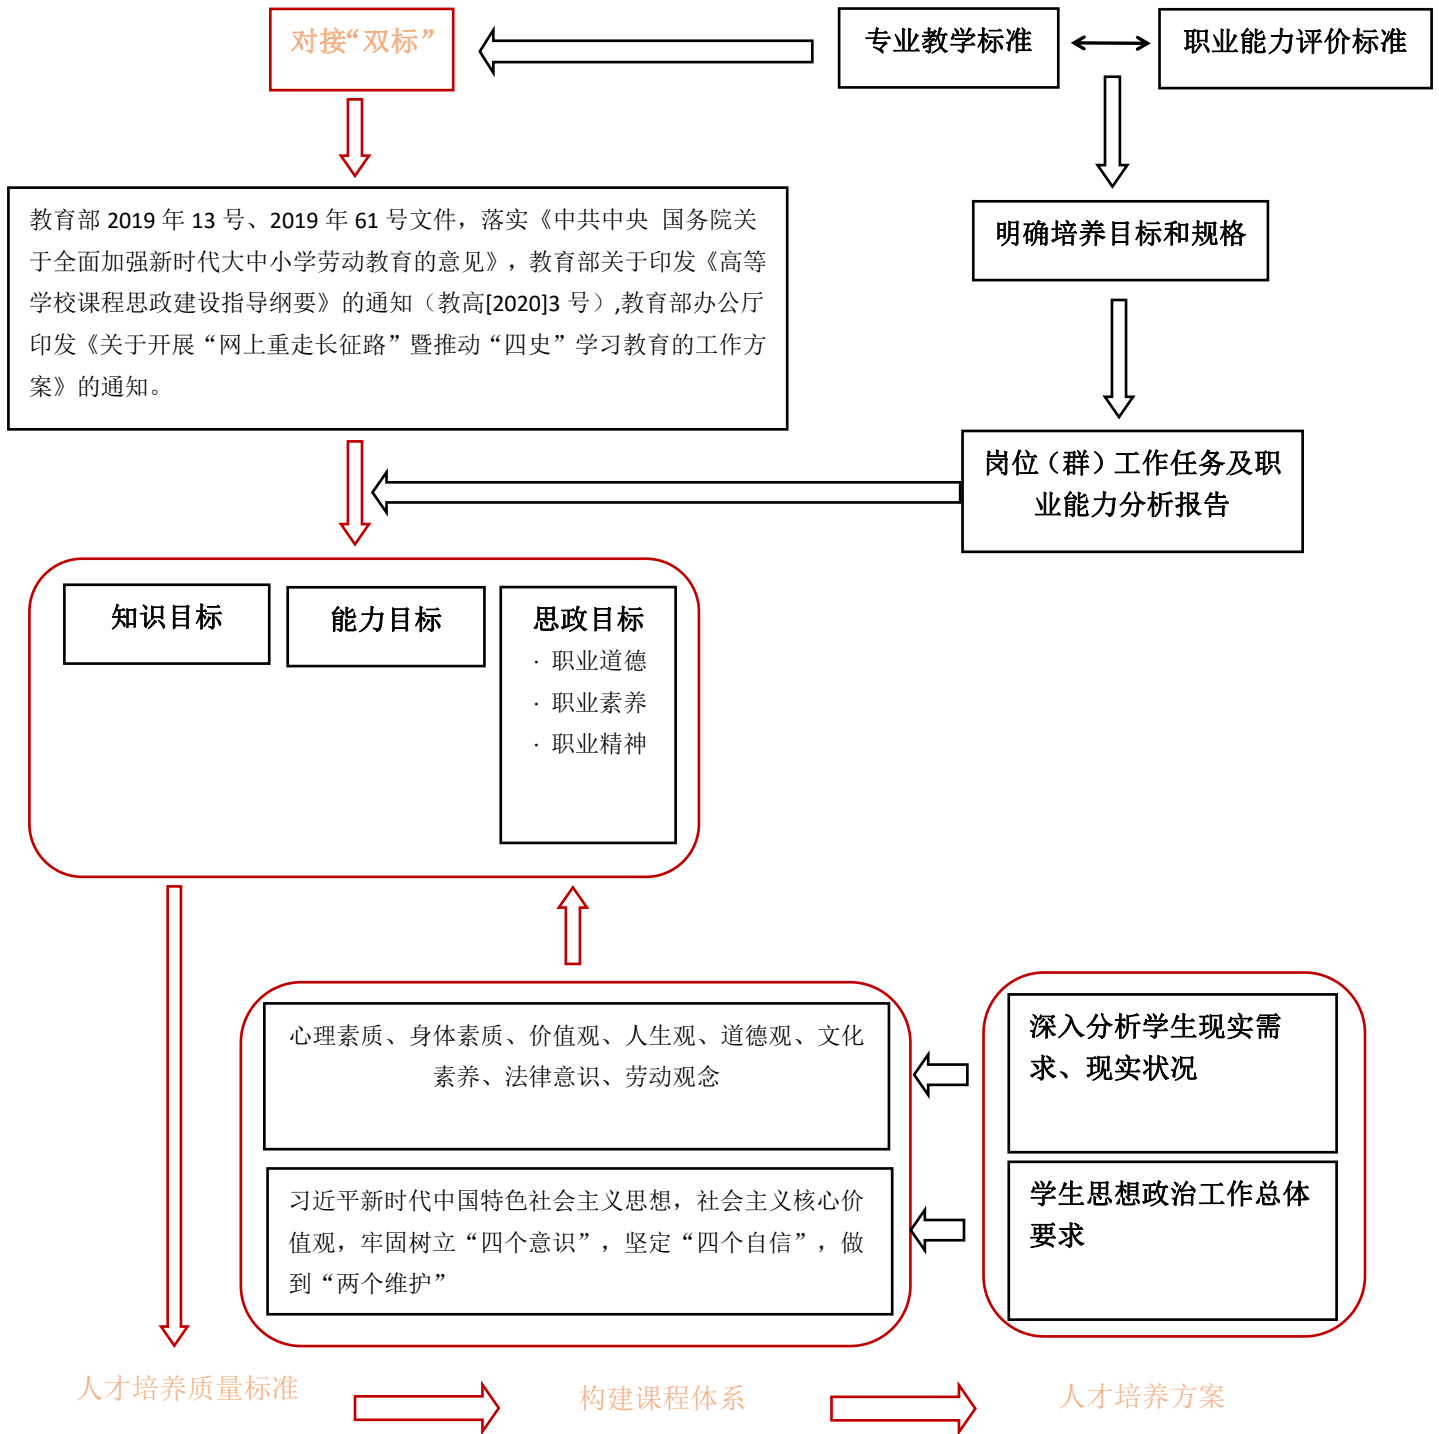 对接“双标”
专业教学标准
职业能力评价标准
教育部 2019 年 13 号、2019 年 61 号文件，落实《中共中央 国务院关
于全面加强新时代大中小学劳动教育的意见》，教育部关于印发《高等
学校课程思政建设指导纲要》的通知（教高[2020]3 号）,教育部办公厅
印发《关于开展“网上重走长征路”暨推动“四史”学习教育的工作方
案》的通知。
明确培养目标和规格
岗位（群）工作任务及职
业能力分析报告
知识目标
能力目标
思政目标
· 职业道德
· 职业素养
· 职业精神
心理素质、身体素质、价值观、人生观、道德观、文化
素养、法律意识、劳动观念
深入分析学生现实需
求、现实状况
习近平新时代中国特色社会主义思想，社会主义核心价
值观，牢固树立“四个意识”，坚定“四个自信”，做
到“两个维护”
学生思想政治工作总体
要求
人才培养质量标准
构建课程体系
人才培养方案